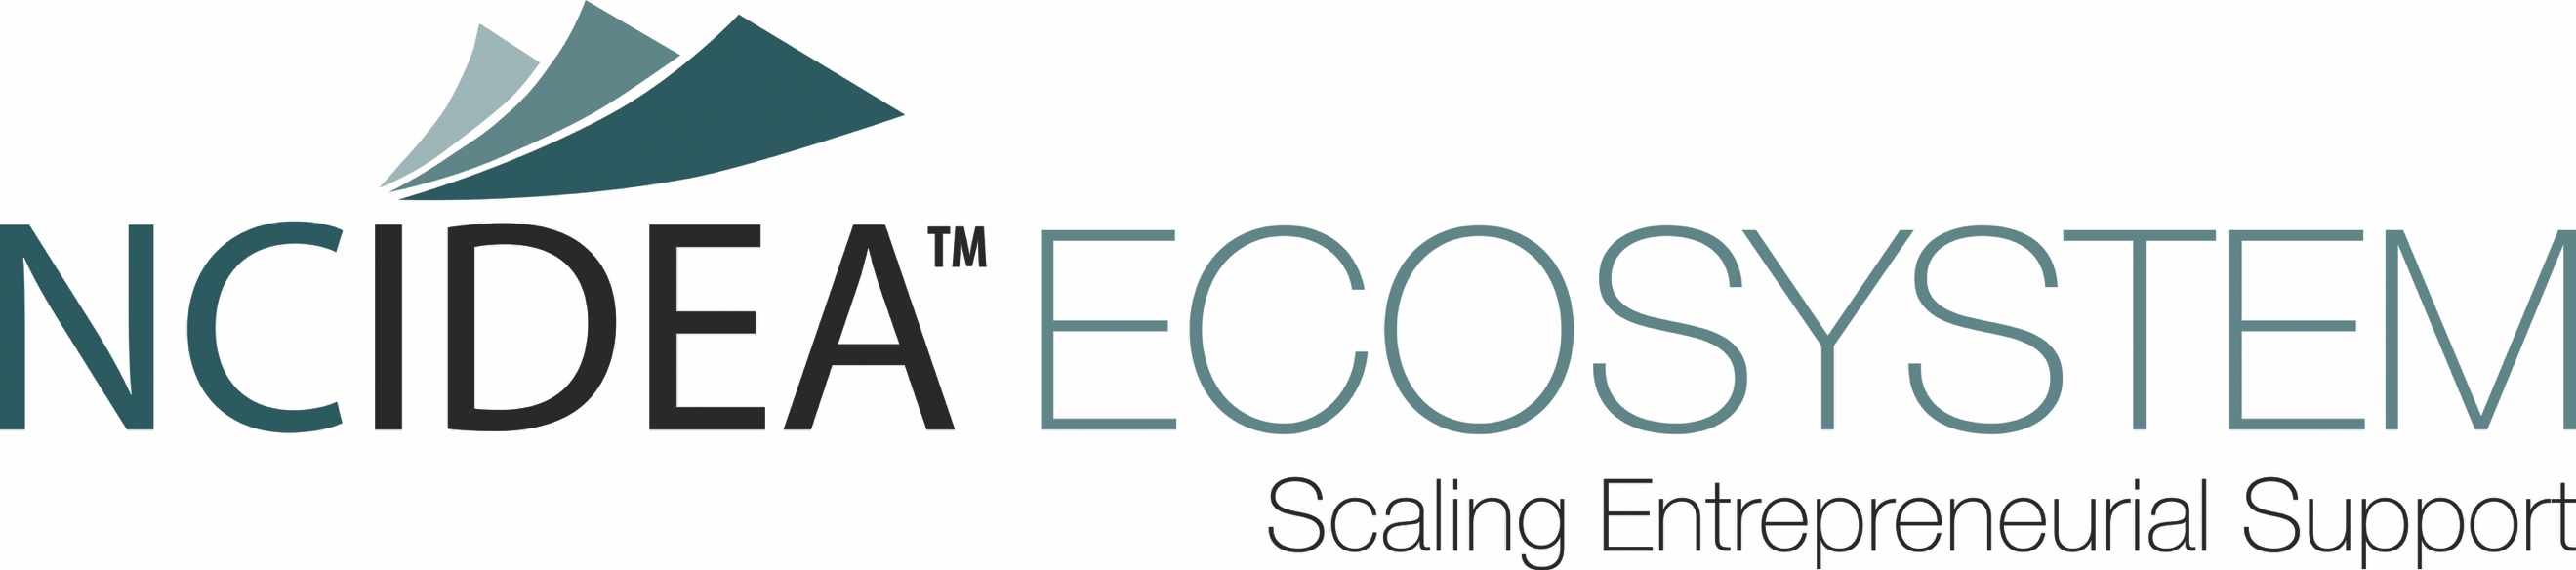 NCIDEA™ ECOSYSTEM
Scaling Entrepreneurial Support